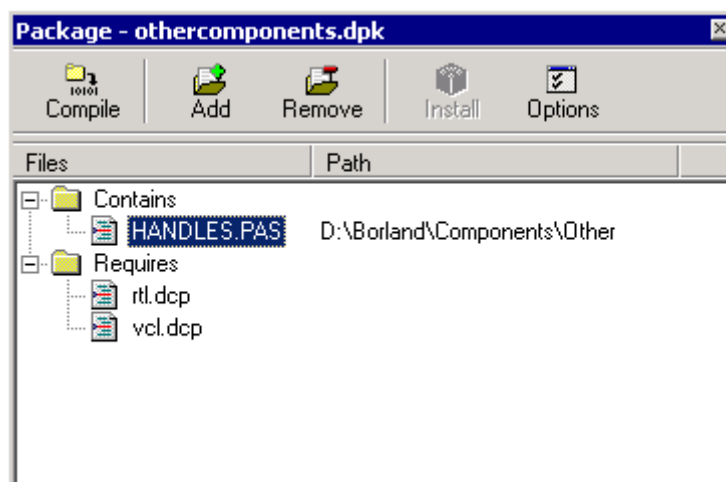 Package - othercomponents.dpk
Compile Add Remove Install Options
Files Path
Contains
HANDLES.PAS D:\Borland\Components\Other
Requires
rtl.dcp
vcl.dcp